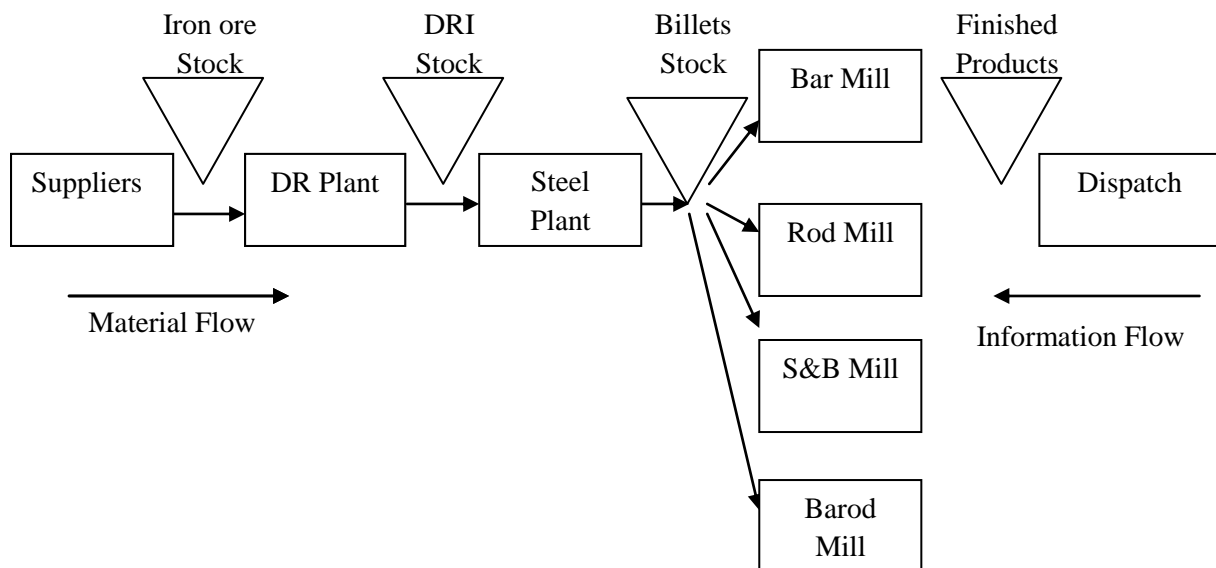 Iron ore
Stock
DRI
Stock
Billets
Stock
Finished
Products
Suppliers
DR Plant
Steel
Plant
Bar Mill
Rod Mill
S&B Mill
Barod
Mill
Dispatch
Material Flow
Information Flow